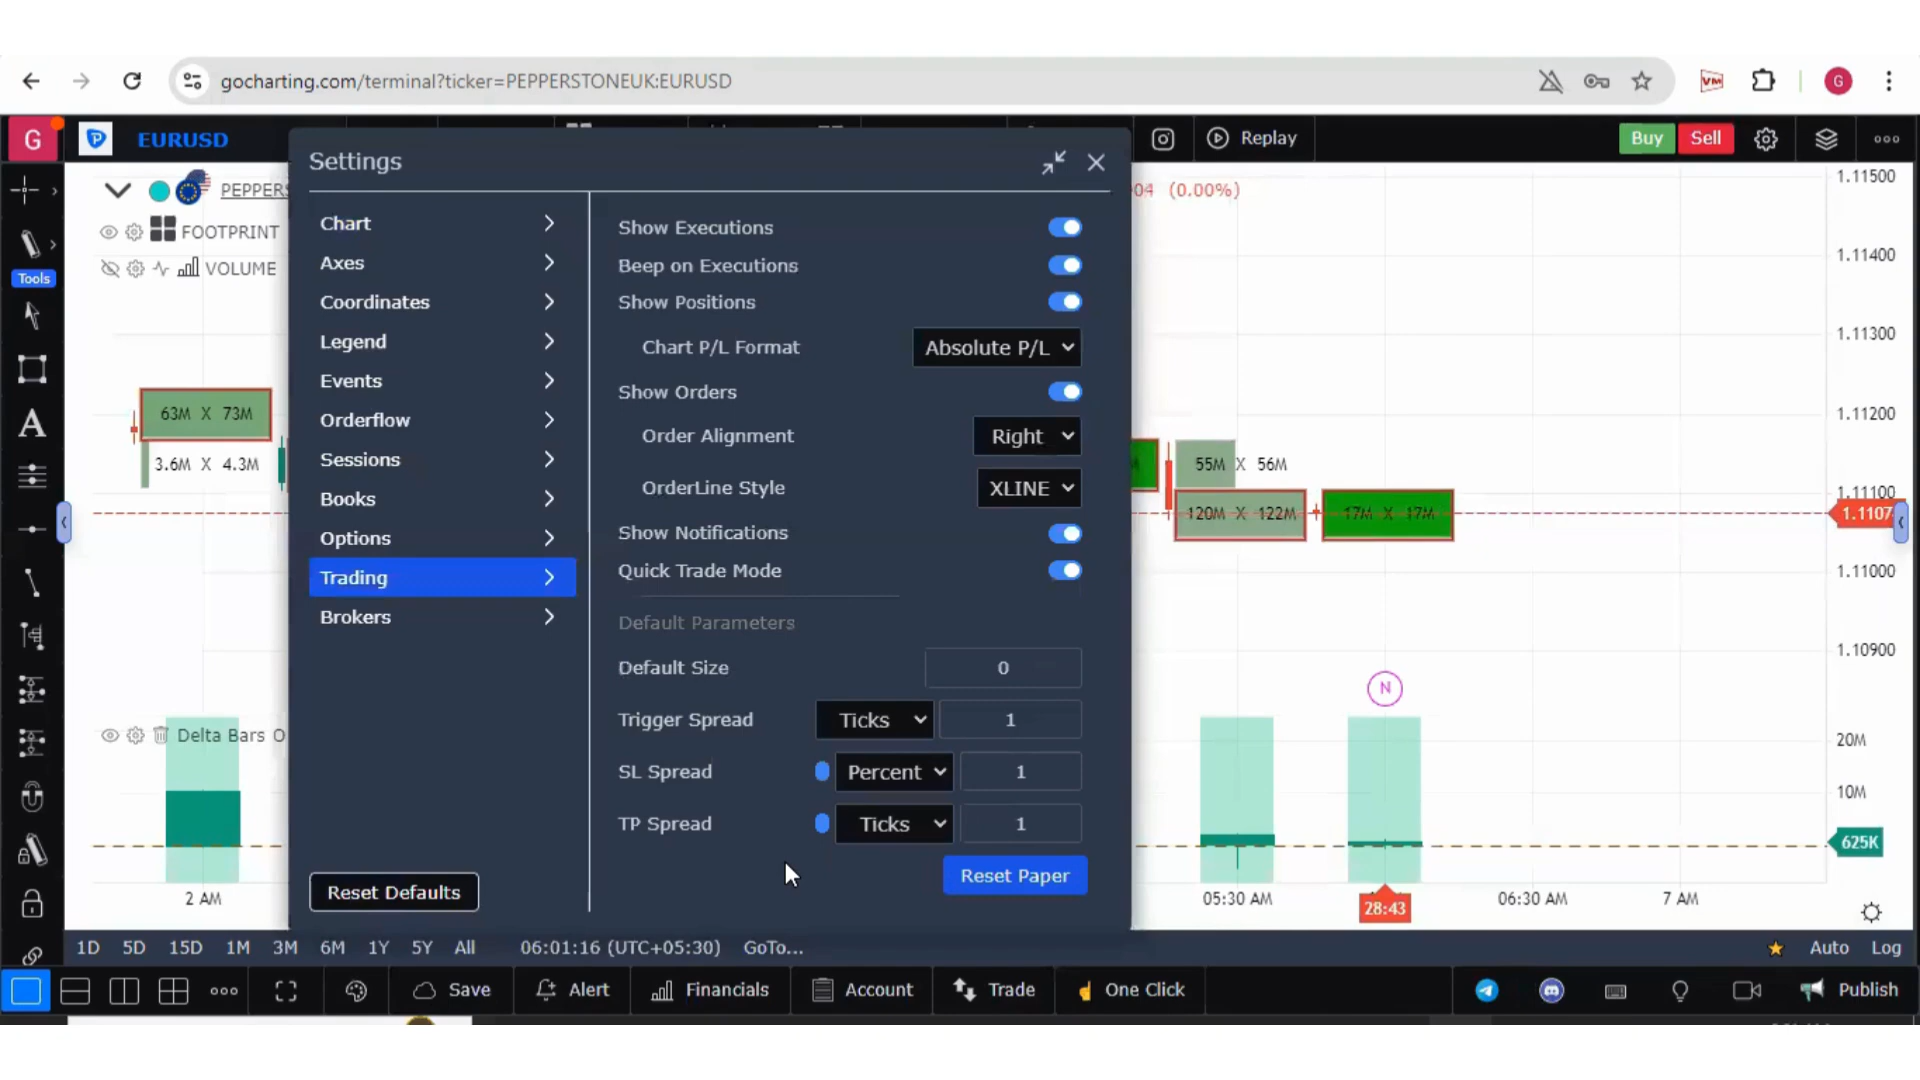 gocharting.com/terminal?ticker=PEPPERSTONEUK:EURUSD
VM
G
G
EURUSD
Replay
Buy
Sell
Settings
PEPPERS
04 (0.00%)
FOOTPRINT
VOLUME
Tools
Chart
Axes
Coordinates
Legend
Events
Orderflow
Sessions
Books
Options
Trading
Brokers
Reset Defaults
Show Executions
Beep on Executions
Show Positions
Chart P/L Format
Absolute P/L
Show Orders
Order Alignment
Right
OrderLine Style
XLINE
Show Notifications
Quick Trade Mode
Default Parameters
Default Size
0
Trigger Spread
Ticks
1
SL Spread
Percent
1
TP Spread
Ticks
1
Reset Paper
63M X 73M
3.6M X 4.3M
55M X 56M
120M X 122M
17M X 17M
M
1.11500
1.11400
1.11300
1.11200
1.11100
1.1107
1.11000
1.10900
N
Delta Bars O
20M
10M
625K
2 AM
05:30 AM
28:43
06:30 AM
7 AM
1D 5D 15D 1M 3M 6M 1Y 5Y All 06:01:16 (UTC+05:30) GoTo...
Auto Log
Save
Alert
Financials
Account
Trade
One Click
Publish